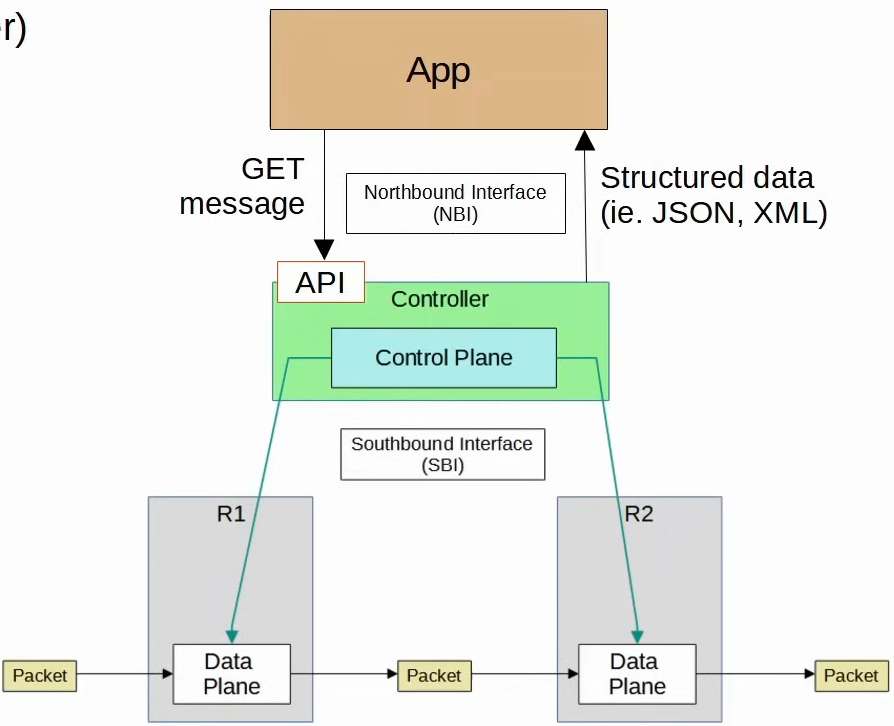 er)
App
GET
message
Northbound Interface
(NBI)
Structured data
(ie. JSON, XML)
API
Controller
Control Plane
Southbound Interface
(SBI)
R1
R2
Packet
Data
Plane
Packet
Data
Plane
Packet